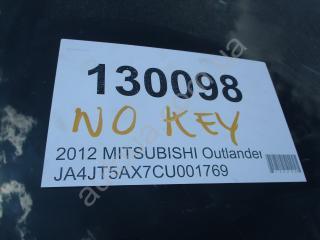 130098
NO KEY
2012 MITSUBISHI Outlander
JA4JT5AX7CU001769